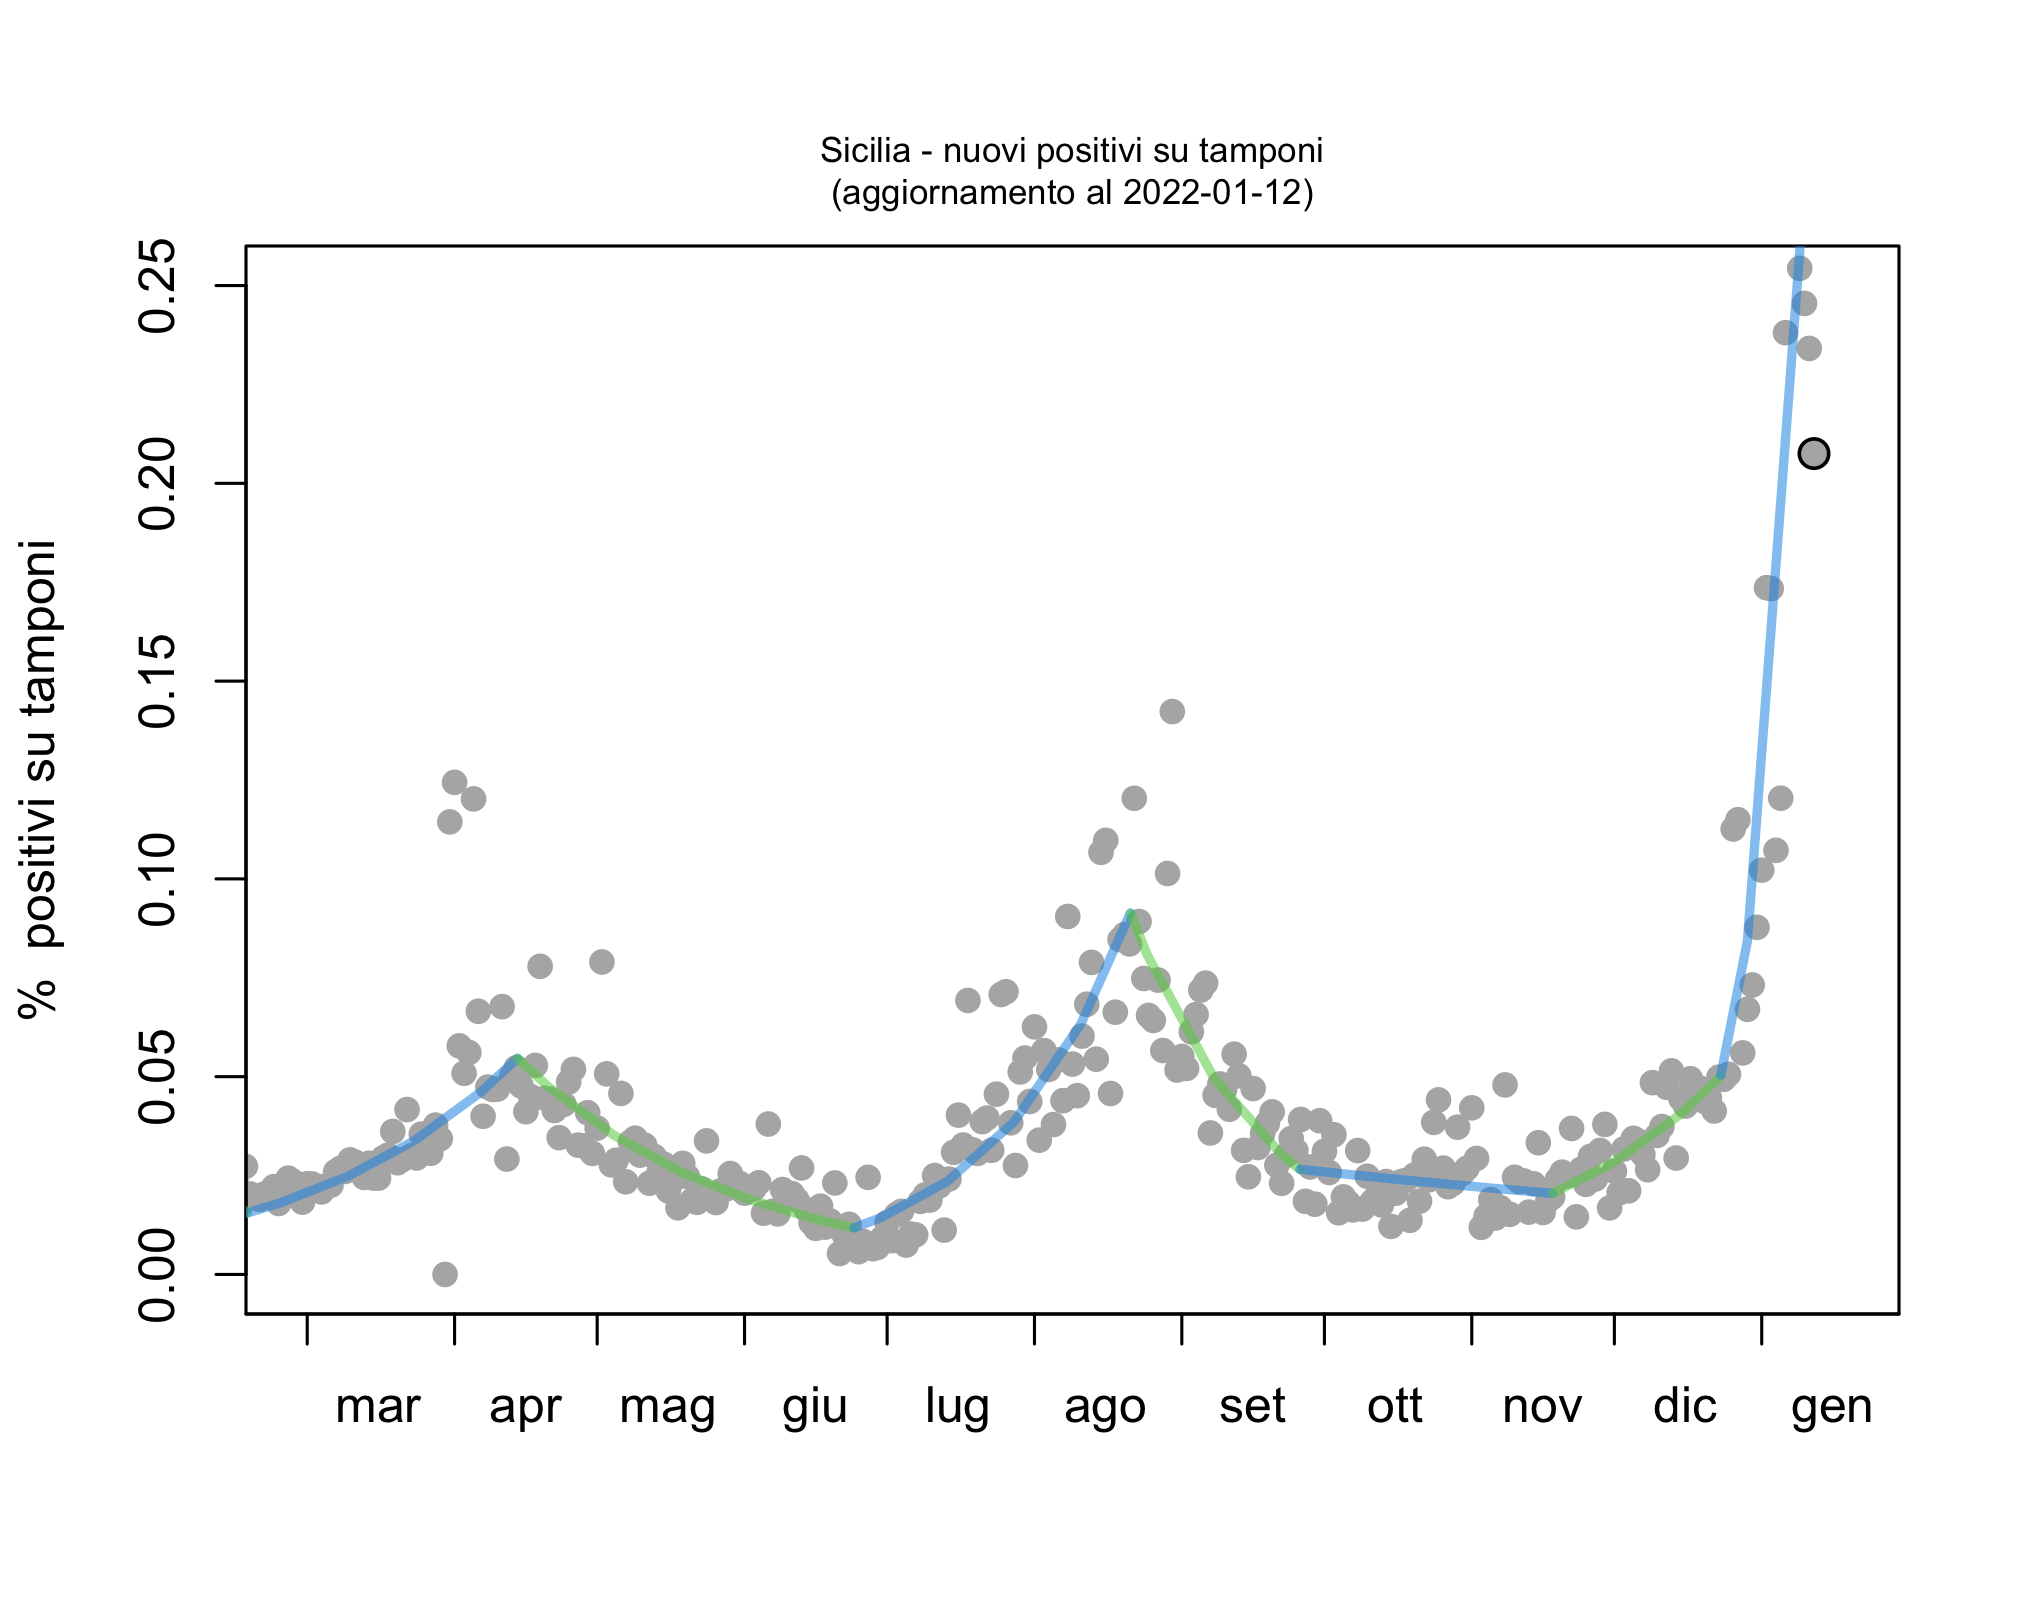 Sicilia - nuovi positivi su tamponi
(aggiornamento al 2022-01-12)
% positivi su tamponi
0.25
0.20
0.15
0.10
0.05
0.00
mar apr mag giu lug ago set ott nov dic gen